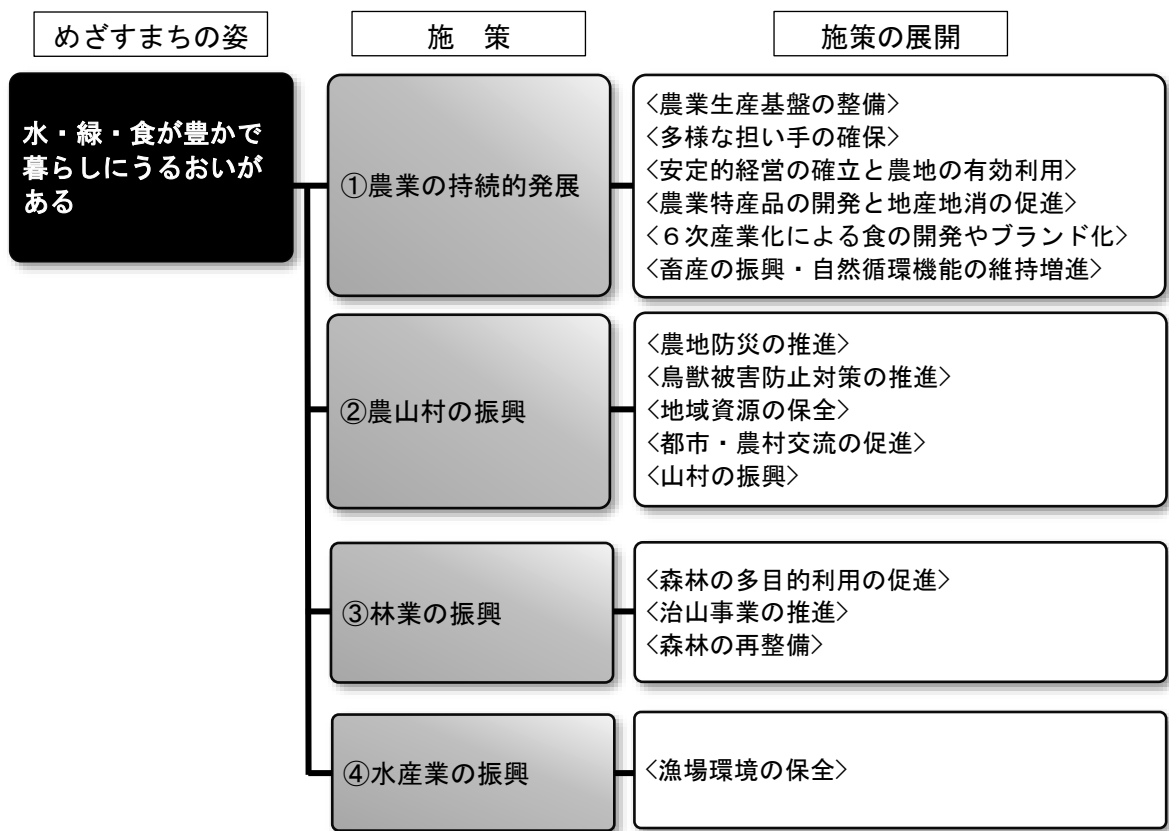 めざすまちの姿
施　策
施策の展開
水・緑・食が豊かで
暮らしにうるおいが
ある
①農業の持続的発展
〈農業生産基盤の整備〉
〈多様な担い手の確保〉
〈安定的経営の確立と農地の有効利用〉
〈農業特産品の開発と地産地消の促進〉
〈６次産業化による食の開発やブランド化〉
〈畜産の振興・自然循環機能の維持増進〉
②農山村の振興
〈農地防災の推進〉
〈鳥獣被害防止対策の推進〉
〈地域資源の保全〉
〈都市・農村交流の促進〉
〈山村の振興〉
③林業の振興
〈森林の多目的利用の促進〉
〈治山事業の推進〉
〈森林の再整備〉
④水産業の振興
〈漁場環境の保全〉